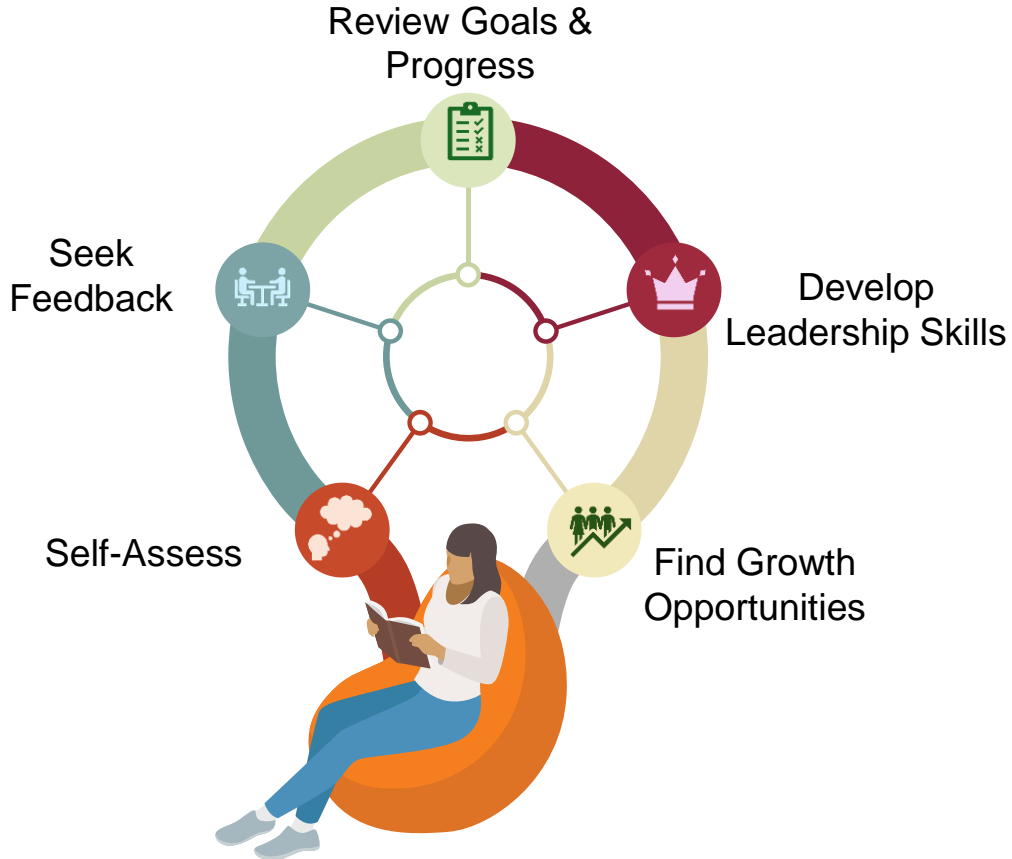 Review Goals &
Progress
Seek
Feedback
Develop
Leadership Skills
Self-Assess
Find Growth
Opportunities